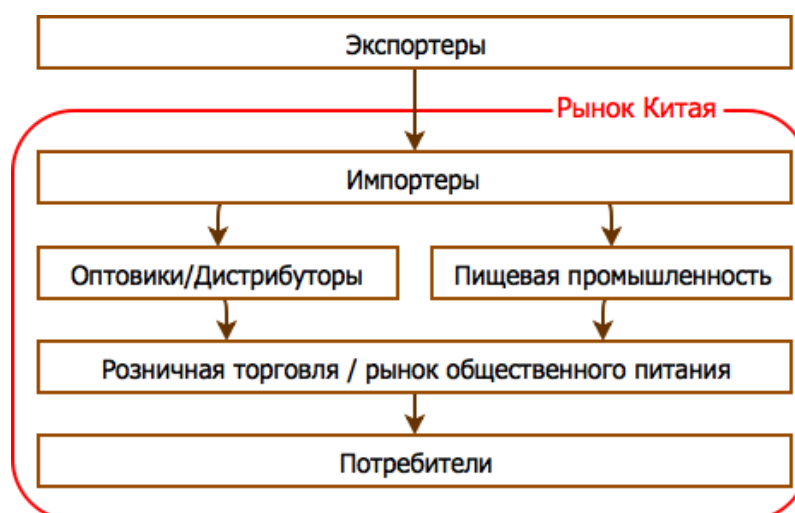 Экспортеры
Рынок Китая
Импортеры
Оптовики/Дистрибуторы
Пищевая промышленность
Розничная торговля / рынок общественного питания
Потребители